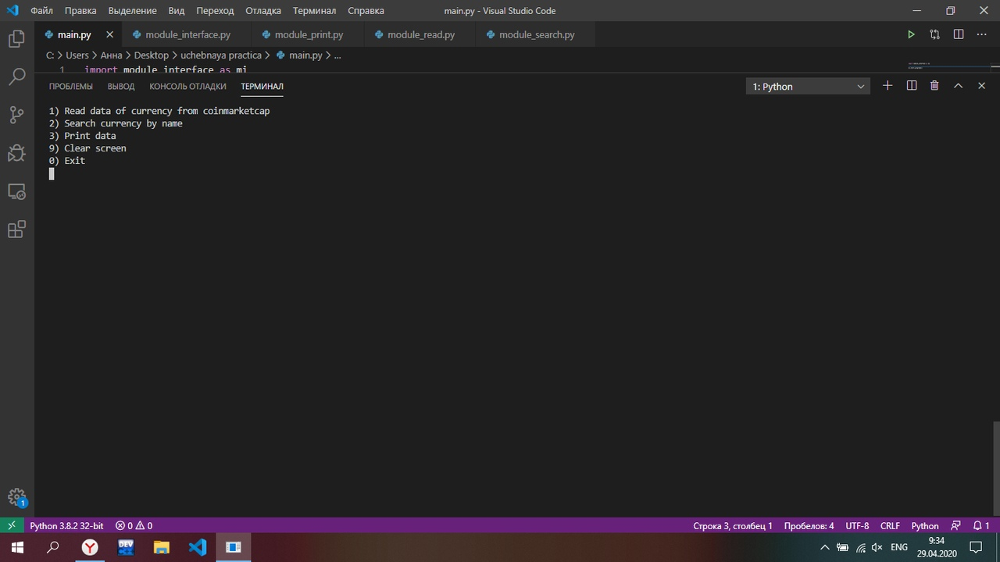 Файл Правка Выделение Вид Переход Отладка Терминал Справка main.py - Visual Studio Code
main.py module_interface.py module_print.py module_read.py module_search.py
C: > Users > Анна > Desktop > uchebnaya practica > main.py > ...
1 import module_interface as mi
ПРОБЛЕМЫ ВЫВОД КОНСОЛЬ ОТЛАДКИ ТЕРМИНАЛ 1: Python
1) Read data of currency from coinmarketcap
2) Search currency by name
3) Print data
9) Clear screen
0) Exit
1
Python 3.8.2 32-bit 0 0 Строка 3, столбец 1 Пробелов: 4 UTF-8 CRLF Python 1
DEV C++ ENG 9:34
29.04.2020